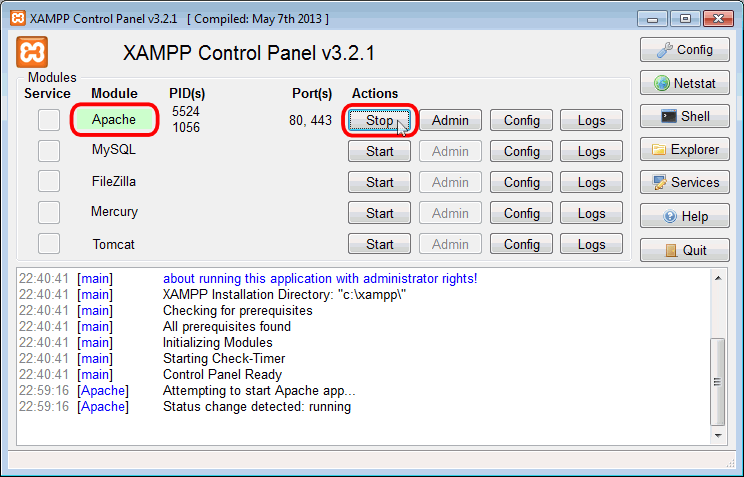 XAMPP Control Panel v3.2.1 [ Compiled: May 7th 2013 ]
XAMPP Control Panel v3.2.1
Config
Modules
Service Module PID(s) Port(s) Actions
Netstat
Apache 5524 1056 80, 443 Stop Admin Config Logs
Shell
MySQL Start Admin Config Logs
Explorer
FileZilla Start Admin Config Logs
Services
Mercury Start Admin Config Logs
Help
Tomcat Start Admin Config Logs
Quit
22:40:41 [main] about running this application with administrator rights!
22:40:41 [main] XAMPP Installation Directory: "c:\xampp\"
22:40:41 [main] Checking for prerequisites
22:40:41 [main] All prerequisites found
22:40:41 [main] Initializing Modules
22:40:41 [main] Starting Check-Timer
22:40:41 [main] Control Panel Ready
22:59:16 [Apache] Attempting to start Apache app...
22:59:16 [Apache] Status change detected: running